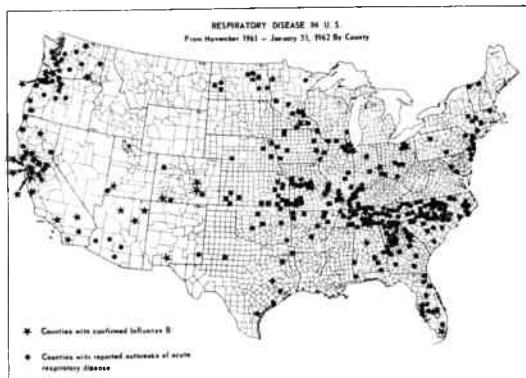 RESPIRATORY DISEASE IN U.S.
From November 1961 — January 31, 1962 By County
Counties with confirmed Influenza B
Counties with reported outbreaks of acute
respiratory disease